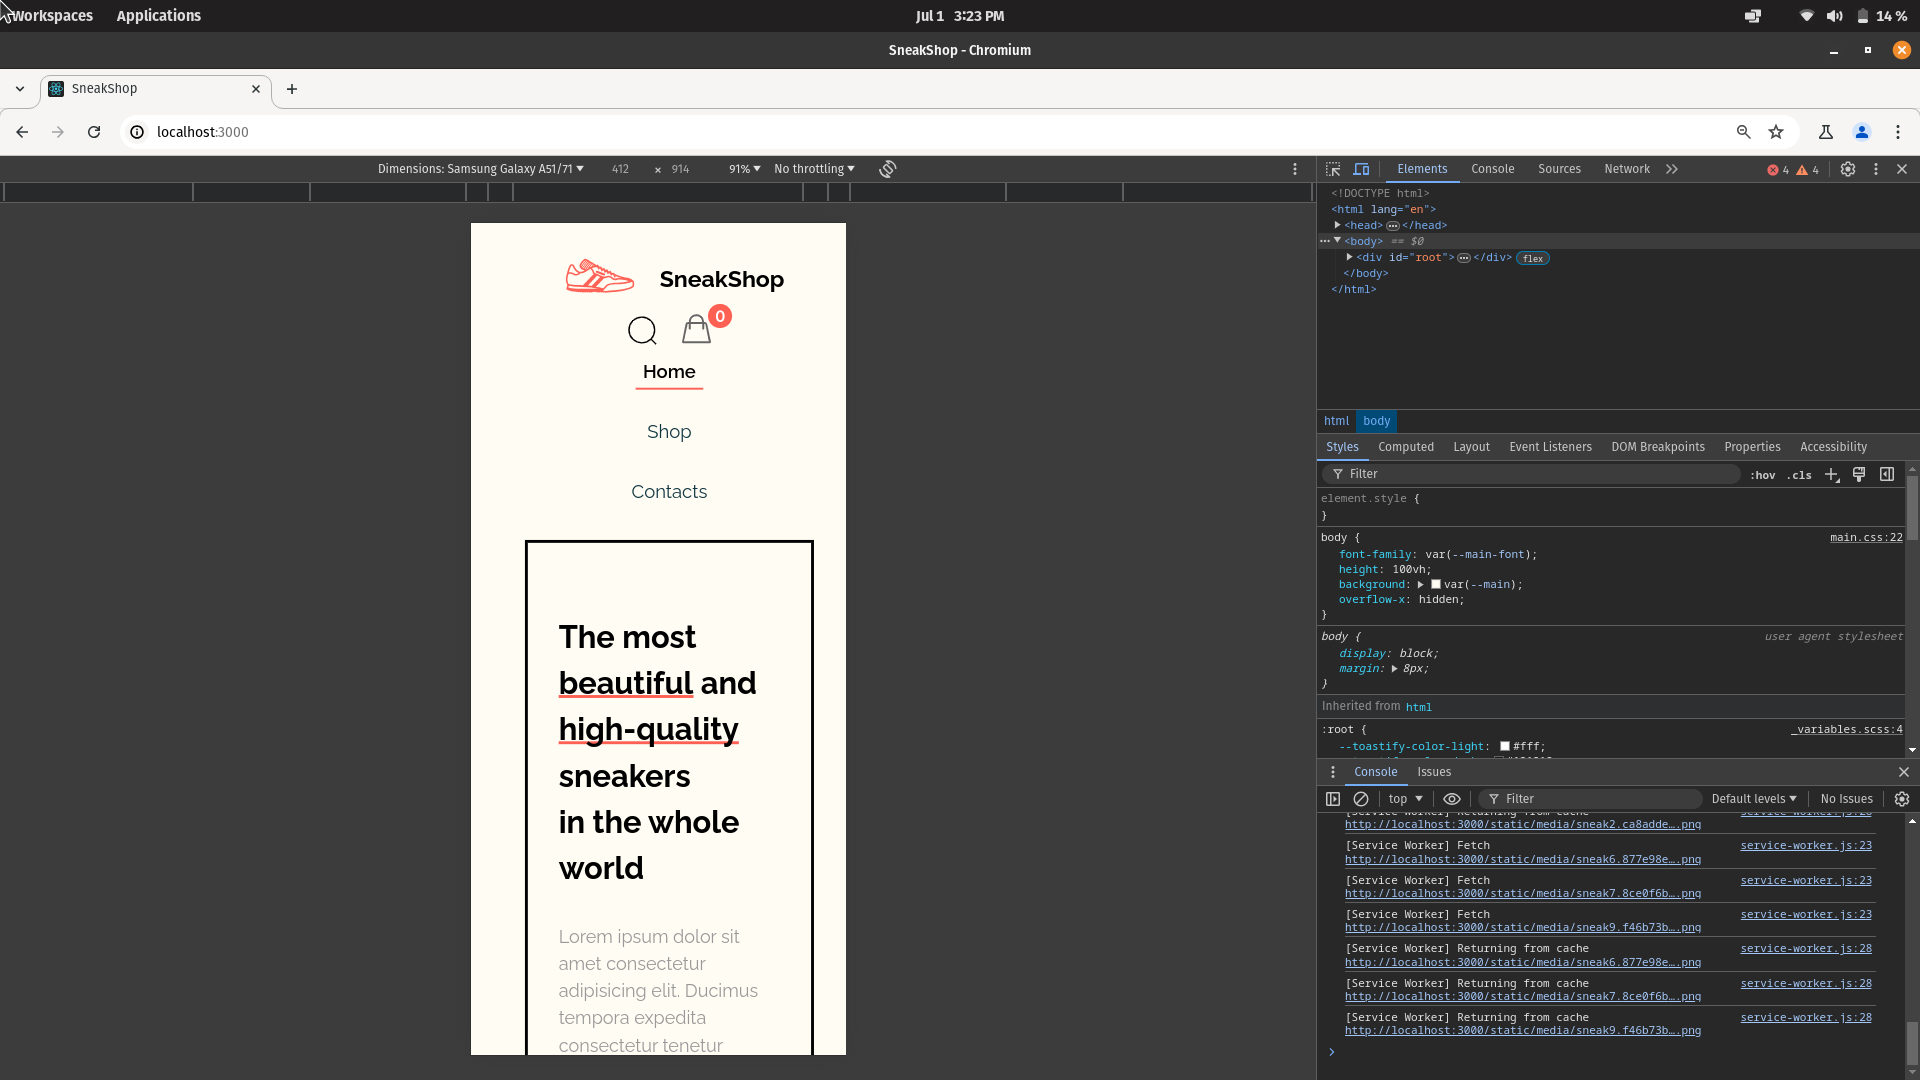 Workspaces Applications Jul 1 3:23 PM 14 %
SneakShop - Chromium
SneakShop
localhost:3000
Dimensions: Samsung Galaxy A51/71 412 × 914 91% No throttling
SneakShop
0
Home
Shop
Contacts
The most
beautiful and
high-quality
sneakers
in the whole
world
Lorem ipsum dolor sit
amet consectetur
adipisicing elit. Ducimus
tempora expedita
consectetur tenetur
Elements Console Sources Network 4 4
<!DOCTYPE html>
<html lang="en">
<head> … </head>
<body> == $0
<div id="root"> … </div> flex
</body>
</html>
html body
Styles Computed Layout Event Listeners DOM Breakpoints Properties Accessibility
Filter :hov .cls
element.style {
}
body { main.css:22
font-family: var(--main-font);
height: 100vh;
background: var(--main);
overflow-x: hidden;
}
body { user agent stylesheet
display: block;
margin: 8px;
}
Inherited from html
:root { _variables.scss:4
--toastify-color-light: #fff;
Console Issues
top Filter Default levels No Issues
[Service Worker] Returning from cache service-worker.js:28
http://localhost:3000/static/media/sneak2.ca8adde….png
[Service Worker] Fetch service-worker.js:23
http://localhost:3000/static/media/sneak6.877e98e….png
[Service Worker] Fetch service-worker.js:23
http://localhost:3000/static/media/sneak7.8ce0f6b….png
[Service Worker] Fetch service-worker.js:23
http://localhost:3000/static/media/sneak9.f46b73b….png
[Service Worker] Returning from cache service-worker.js:28
http://localhost:3000/static/media/sneak6.877e98e….png
[Service Worker] Returning from cache service-worker.js:28
http://localhost:3000/static/media/sneak7.8ce0f6b….png
[Service Worker] Returning from cache service-worker.js:28
http://localhost:3000/static/media/sneak9.f46b73b….png